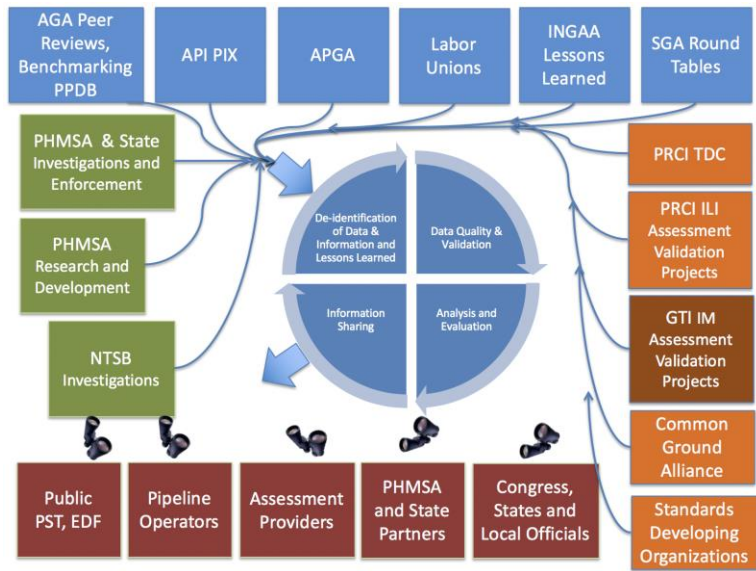 AGA Peer
Reviews,
Benchmarking
PPDB
API PIX
APGA
Labor
Unions
INGAA
Lessons
Learned
SGA Round
Tables
PHMSA & State
Investigations and
Enforcement
PHMSA
Research and
Development
NTSB
Investigations
De-identification
of Data &
Information and
Lessons Learned
Data Quality &
Validation
Information
Sharing
Analysis and
Evaluation
PRCI TDC
PRCI ILI
Assessment
Validation
Projects
GTI IM
Assessment
Validation
Projects
Common
Ground
Alliance
Standards
Developing
Organizations
Public
PST, EDF
Pipeline
Operators
Assessment
Providers
PHMSA
and State
Partners
Congress,
States and
Local Officials